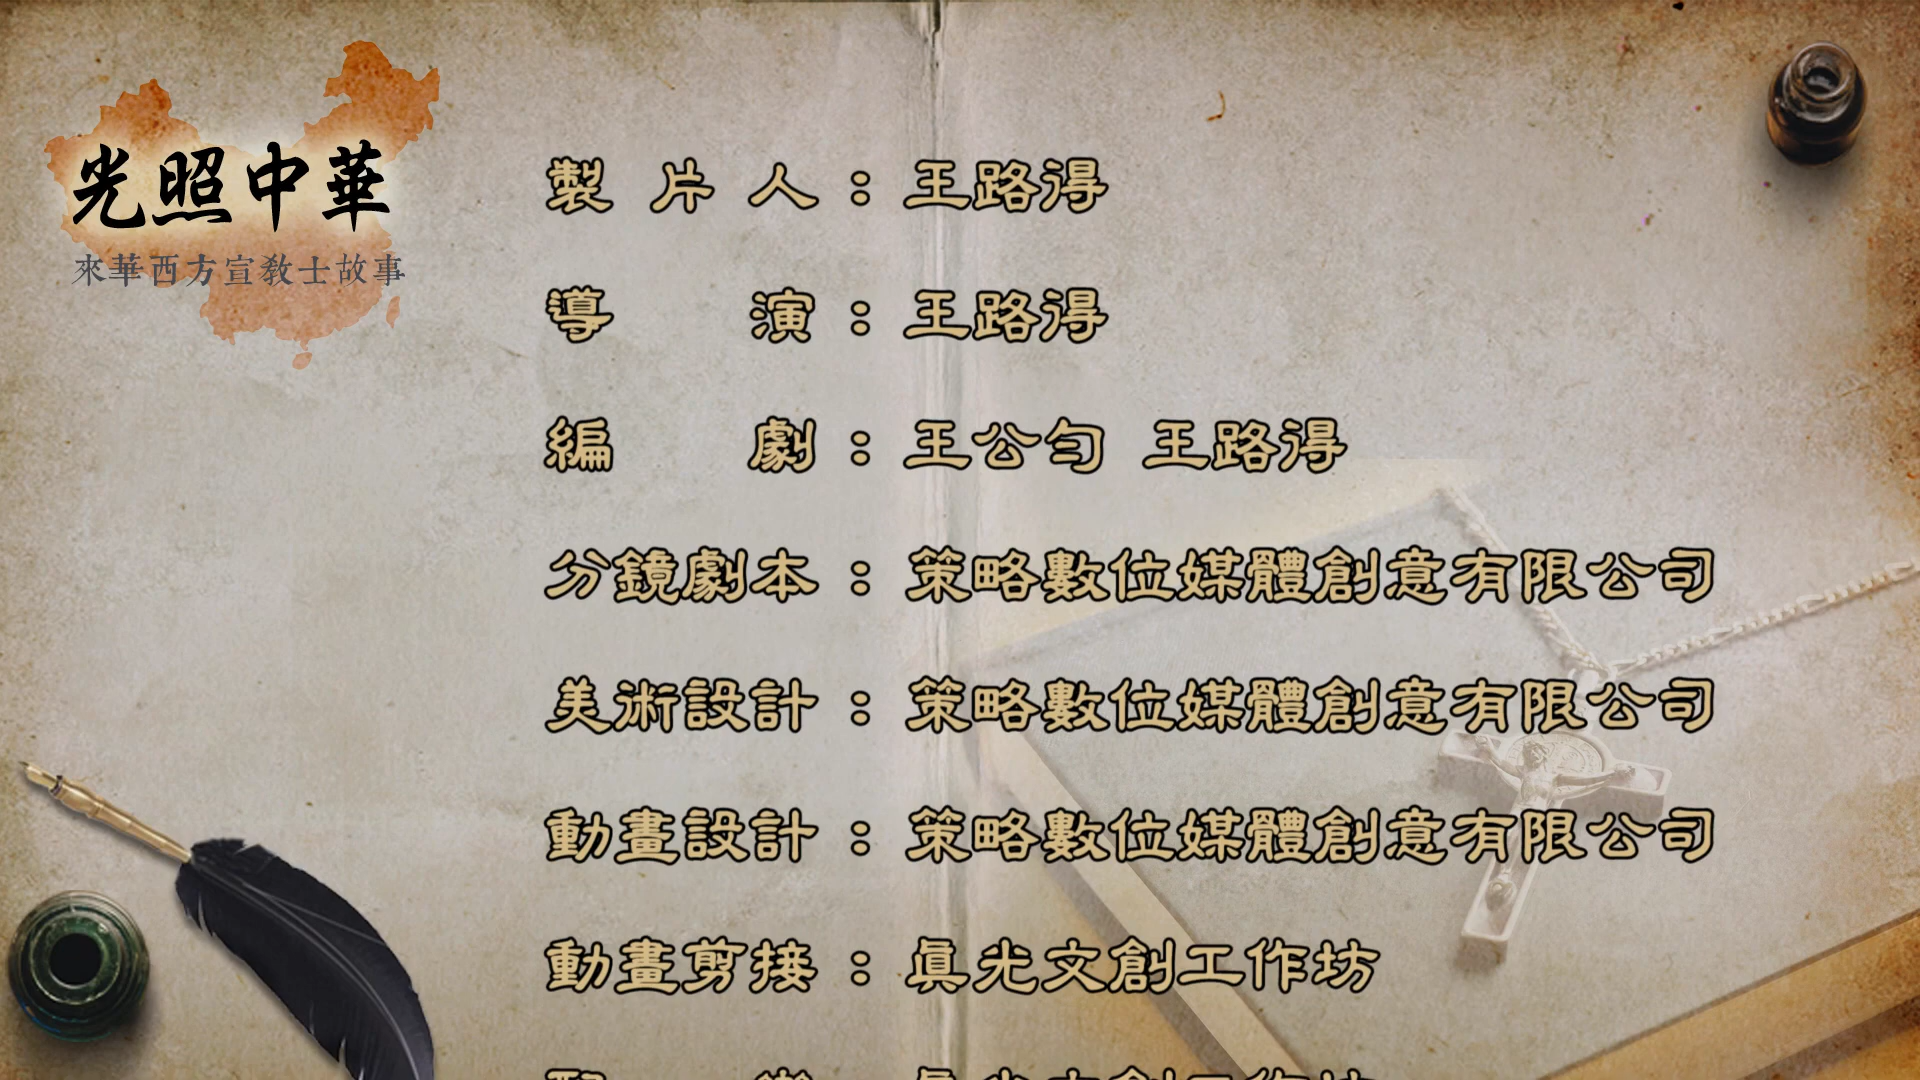 光照中華
來華西方宣教士故事
製片人：王路得
導演：王路得
編劇：王公勻 王路得
分鏡劇本：策略數位媒體創意有限公司
美術設計：策略數位媒體創意有限公司
動畫設計：策略數位媒體創意有限公司
動畫剪接：真光文創工作坊